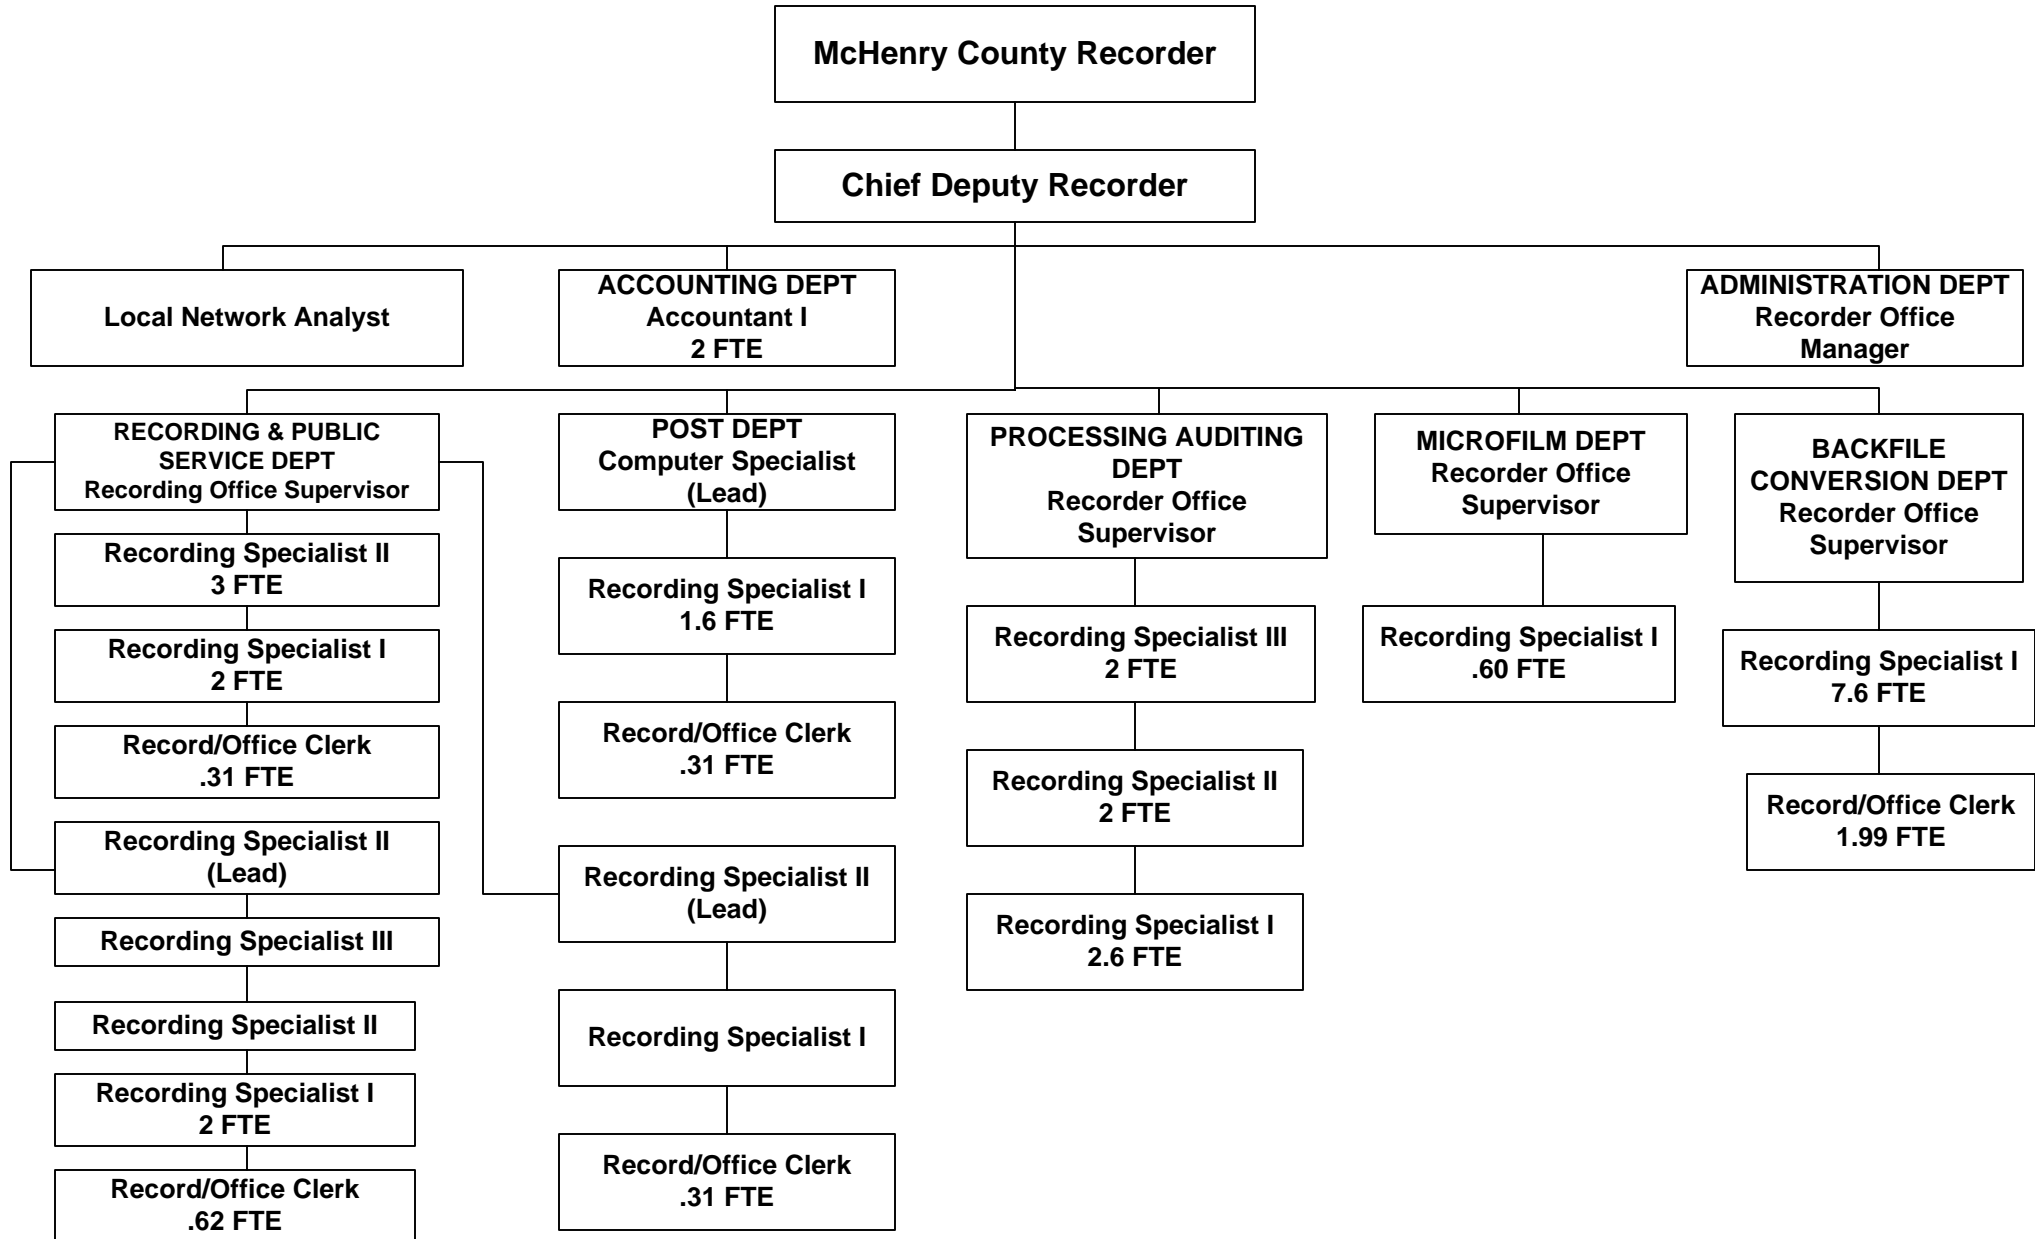 McHenry County Recorder
Chief Deputy Recorder
Local Network Analyst
ACCOUNTING DEPT
Accountant I
2 FTE
ADMINISTRATION DEPT
Recorder Office
Manager
RECORDING & PUBLIC
SERVICE DEPT
Recording Office Supervisor
Recording Specialist II
3 FTE
Recording Specialist I
2 FTE
Record/Office Clerk
.31 FTE
Recording Specialist II
(Lead)
Recording Specialist III
Recording Specialist II
Recording Specialist I
2 FTE
Record/Office Clerk
.62 FTE
POST DEPT
Computer Specialist
(Lead)
Recording Specialist I
1.6 FTE
Record/Office Clerk
.31 FTE
Recording Specialist II
(Lead)
Recording Specialist I
Record/Office Clerk
.31 FTE
PROCESSING AUDITING
DEPT
Recorder Office
Supervisor
Recording Specialist III
2 FTE
Recording Specialist II
2 FTE
Recording Specialist I
2.6 FTE
MICROFILM DEPT
Recorder Office
Supervisor
Recording Specialist I
.60 FTE
BACKFILE
CONVERSION DEPT
Recorder Office
Supervisor
Recording Specialist I
7.6 FTE
Record/Office Clerk
1.99 FTE